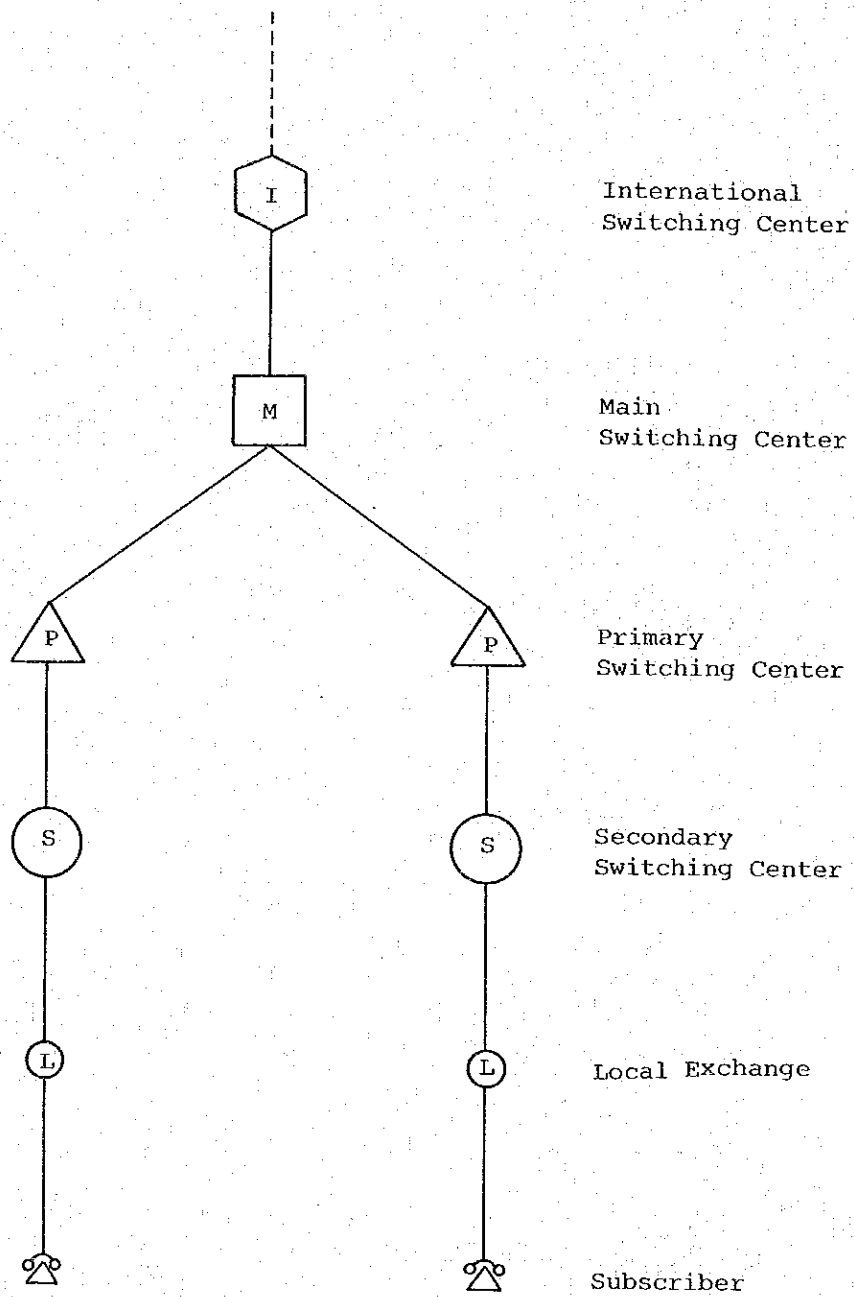 I
International
Switching Center
M
Main
Switching Center
P
P
Primary
Switching Center
S
S
Secondary
Switching Center
L
L
Local Exchange
Subscriber